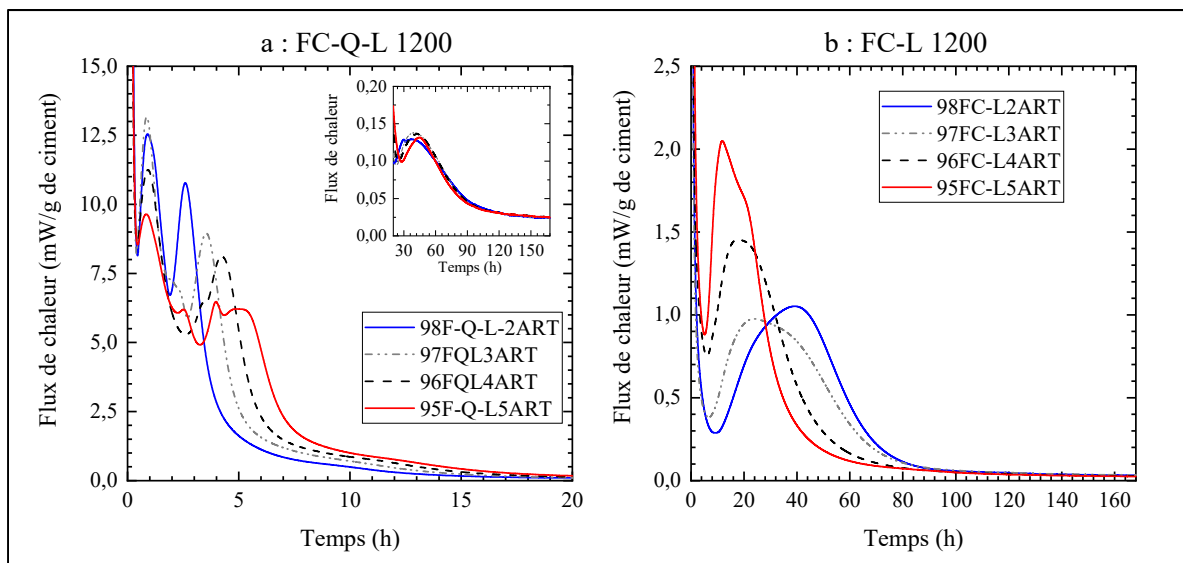 a : FC-Q-L 1200
Flux de chaleur (mW/g de ciment)
15,0
12,5
10,0
7,5
5,0
2,5
0,0
0
5
10
15
20
Temps (h)
Flux de chaleur
0,20
0,15
0,10
0,05
0,00
30
60
90
120
150
Temps (h)
98F-Q-L-2ART
97FQL3ART
96FQL4ART
95F-Q-L5ART
b : FC-L 1200
Flux de chaleur (mW/g de ciment)
2,5
2,0
1,5
1,0
0,5
0,0
0
20
40
60
80
100
120
140
160
Temps (h)
98FC-L2ART
97FC-L3ART
96FC-L4ART
95FC-L5ART